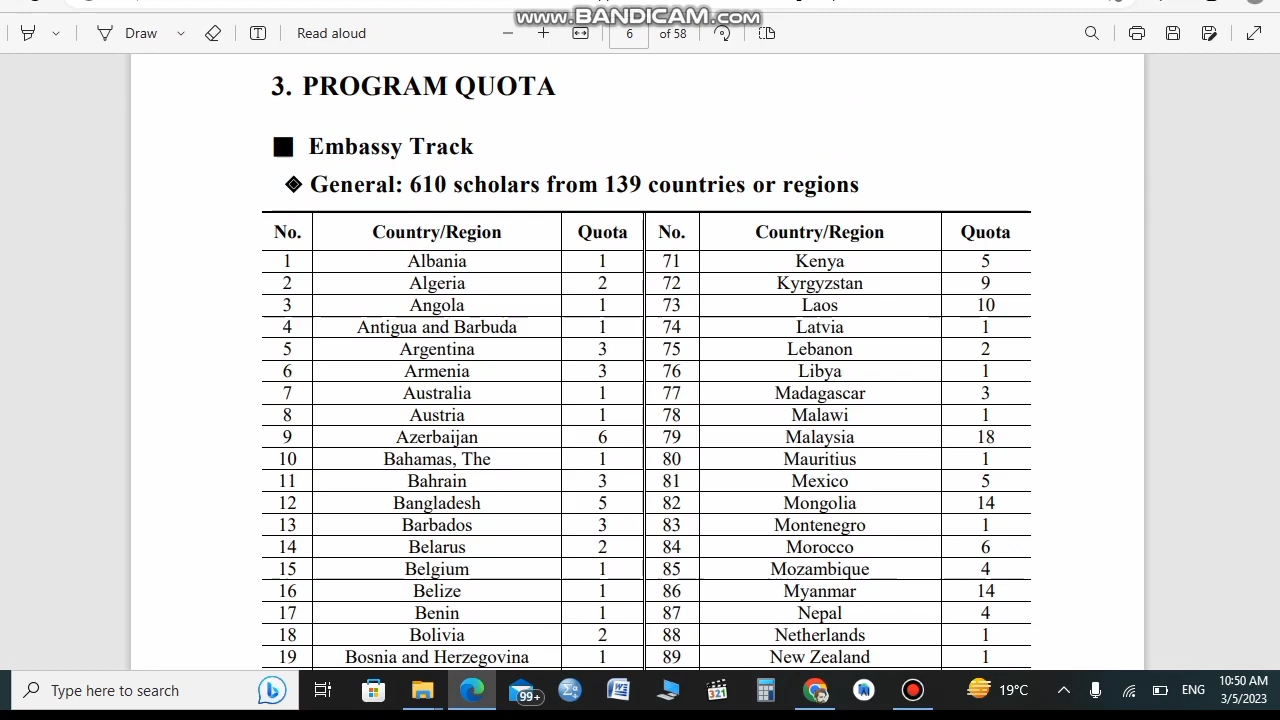 www.BANDICAM.com
Draw
Read aloud
6 of 58
3. PROGRAM QUOTA
Embassy Track
General: 610 scholars from 139 countries or regions
No. Country/Region Quota No. Country/Region Quota
1 Albania 1 71 Kenya 5
2 Algeria 2 72 Kyrgyzstan 9
3 Angola 1 73 Laos 10
4 Antigua and Barbuda 1 74 Latvia 1
5 Argentina 3 75 Lebanon 2
6 Armenia 3 76 Libya 1
7 Australia 1 77 Madagascar 3
8 Austria 1 78 Malawi 1
9 Azerbaijan 6 79 Malaysia 18
10 Bahamas, The 1 80 Mauritius 1
11 Bahrain 3 81 Mexico 5
12 Bangladesh 5 82 Mongolia 14
13 Barbados 3 83 Montenegro 1
14 Belarus 2 84 Morocco 6
15 Belgium 1 85 Mozambique 4
16 Belize 1 86 Myanmar 14
17 Benin 1 87 Nepal 4
18 Bolivia 2 88 Netherlands 1
19 Bosnia and Herzegovina 1 89 New Zealand 1
Type here to search
99+
321
19°C
ENG
10:50 AM
3/5/2023